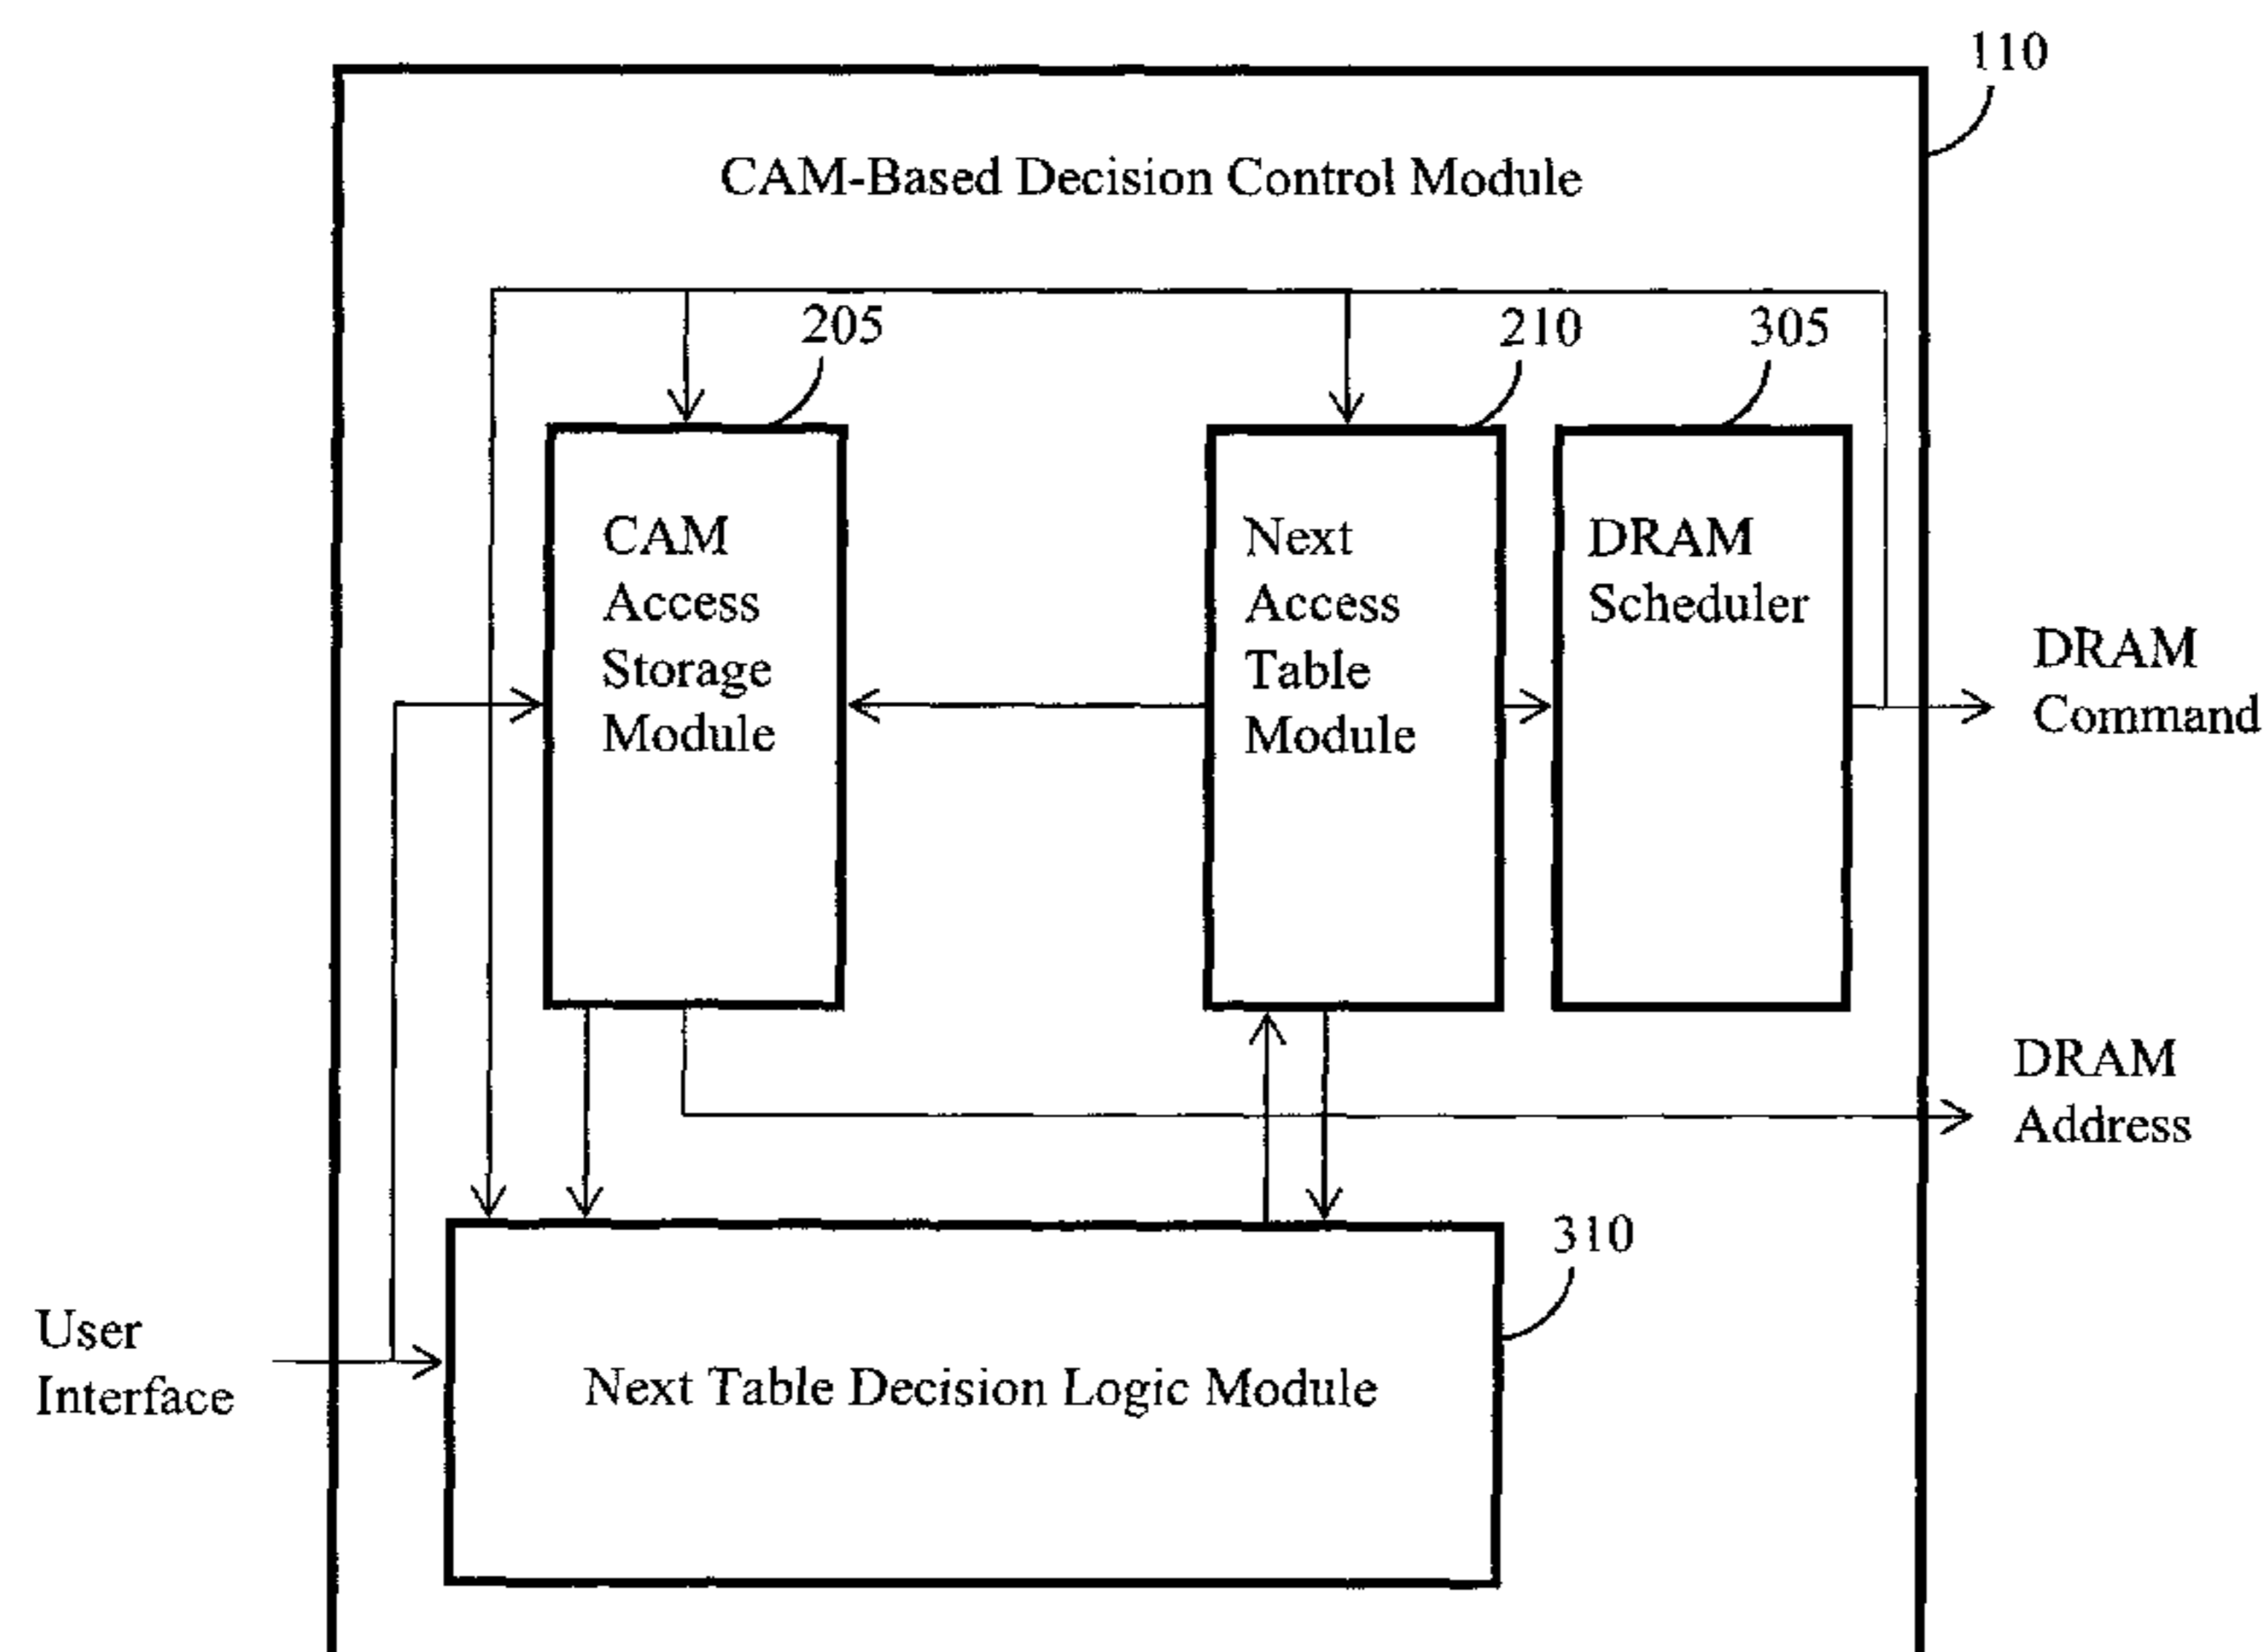 110
CAM-Based Decision Control Module
205
210
305
CAM
Access
Storage
Module
Next
Access
Table
Module
DRAM
Scheduler
DRAM
Command
DRAM
Address
310
User
Interface
Next Table Decision Logic Module